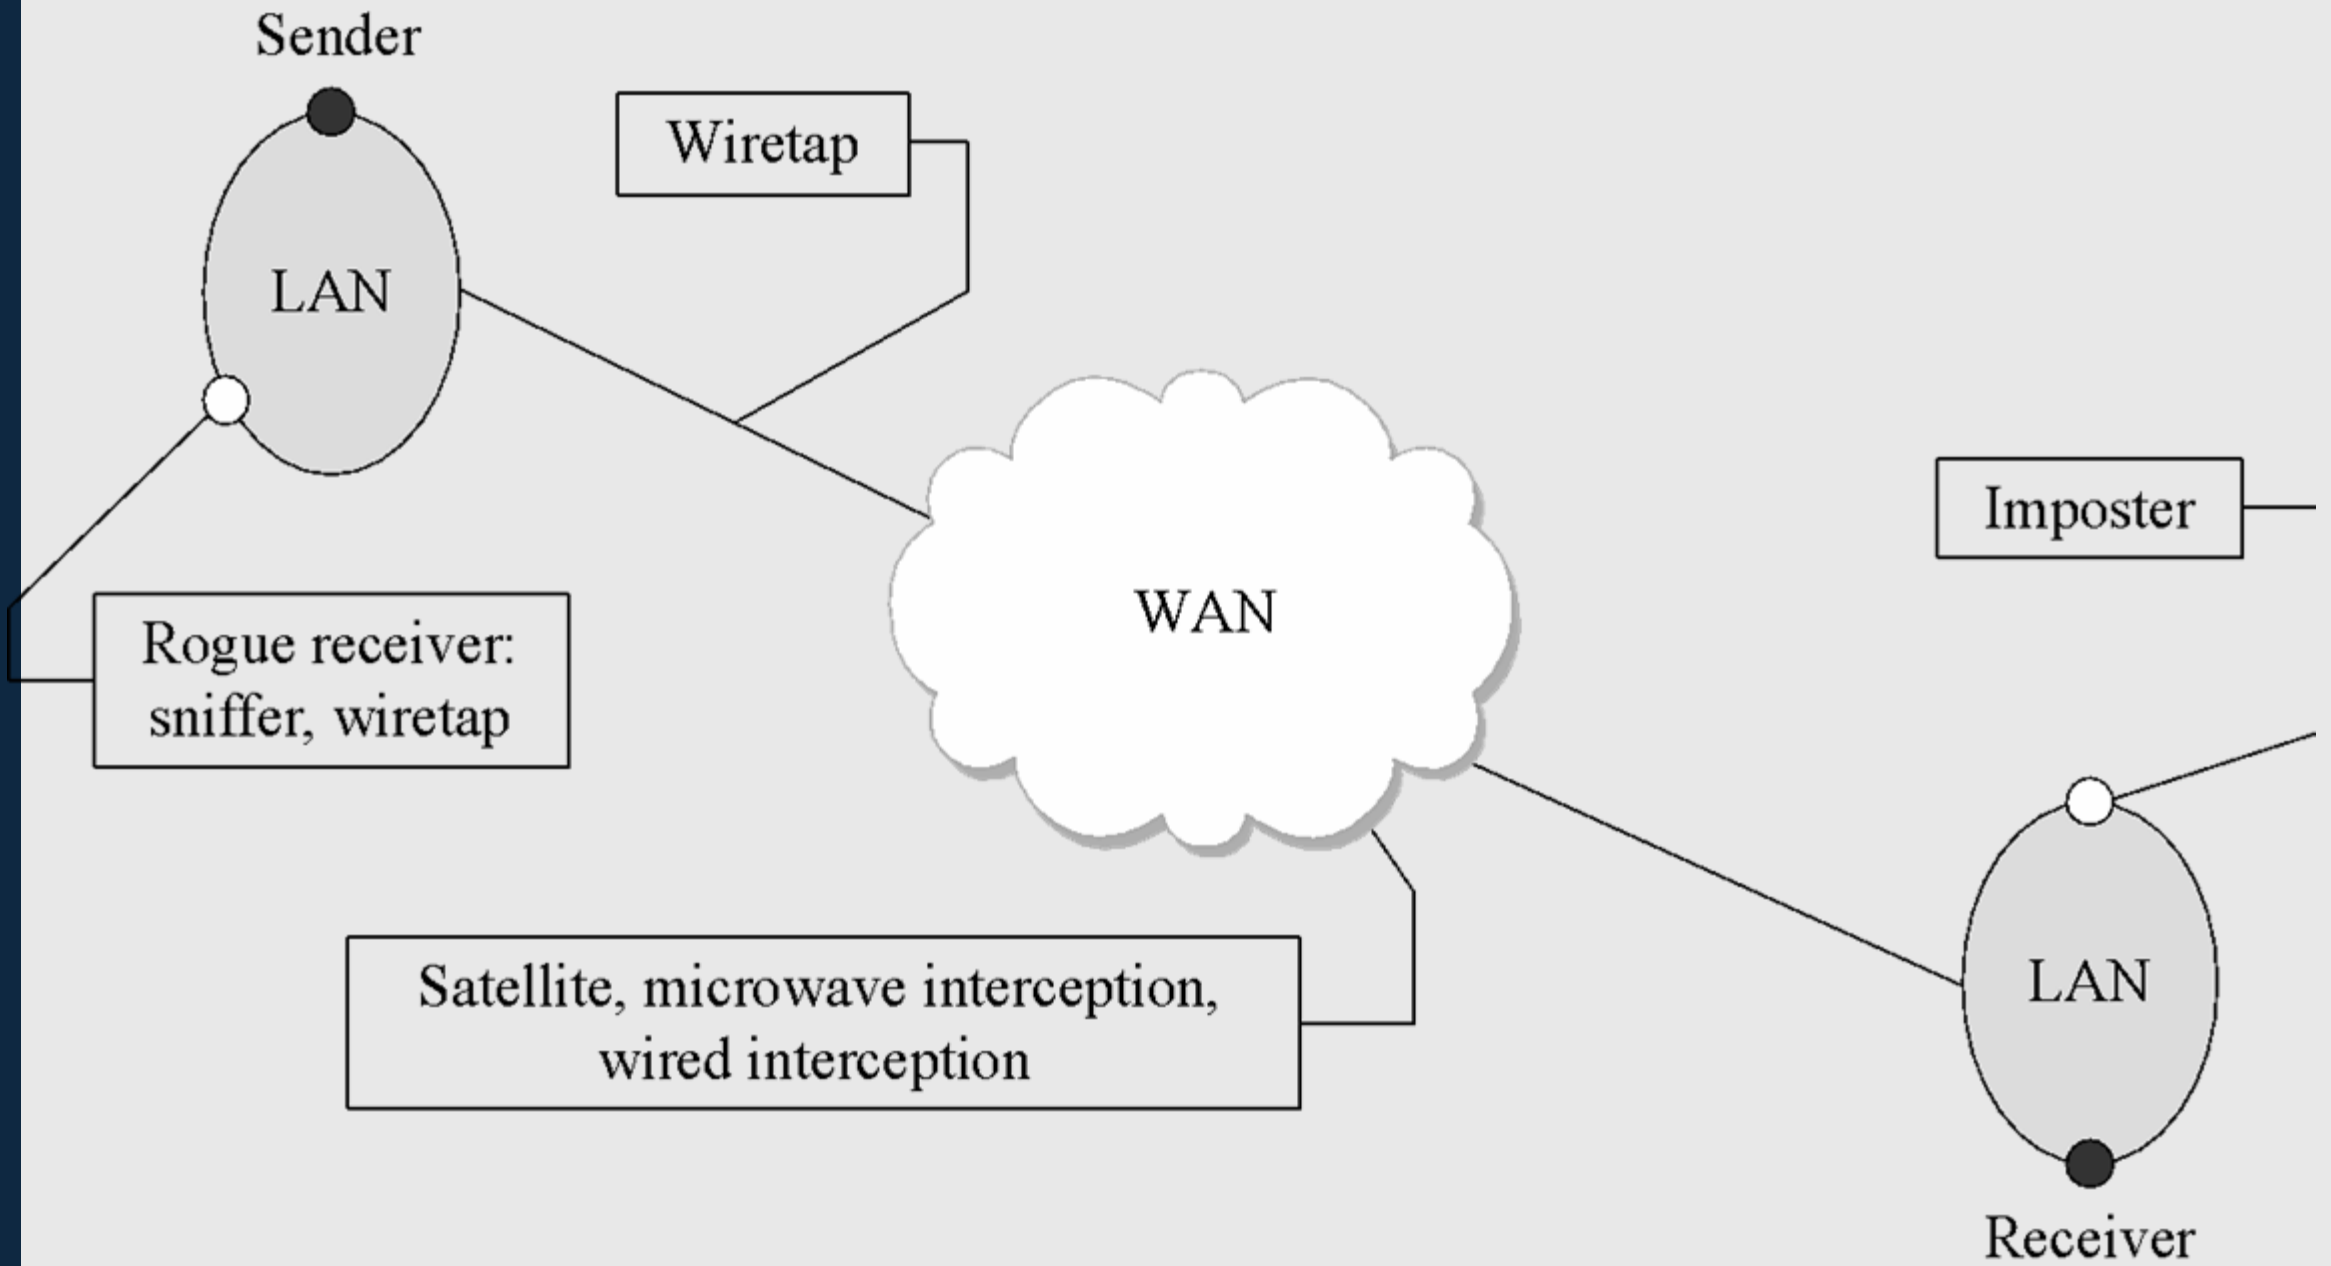 Sender
Wiretap
LAN
Imposter
WAN
Rogue receiver:
sniffer, wiretap
LAN
Satellite, microwave interception,
wired interception
Receiver